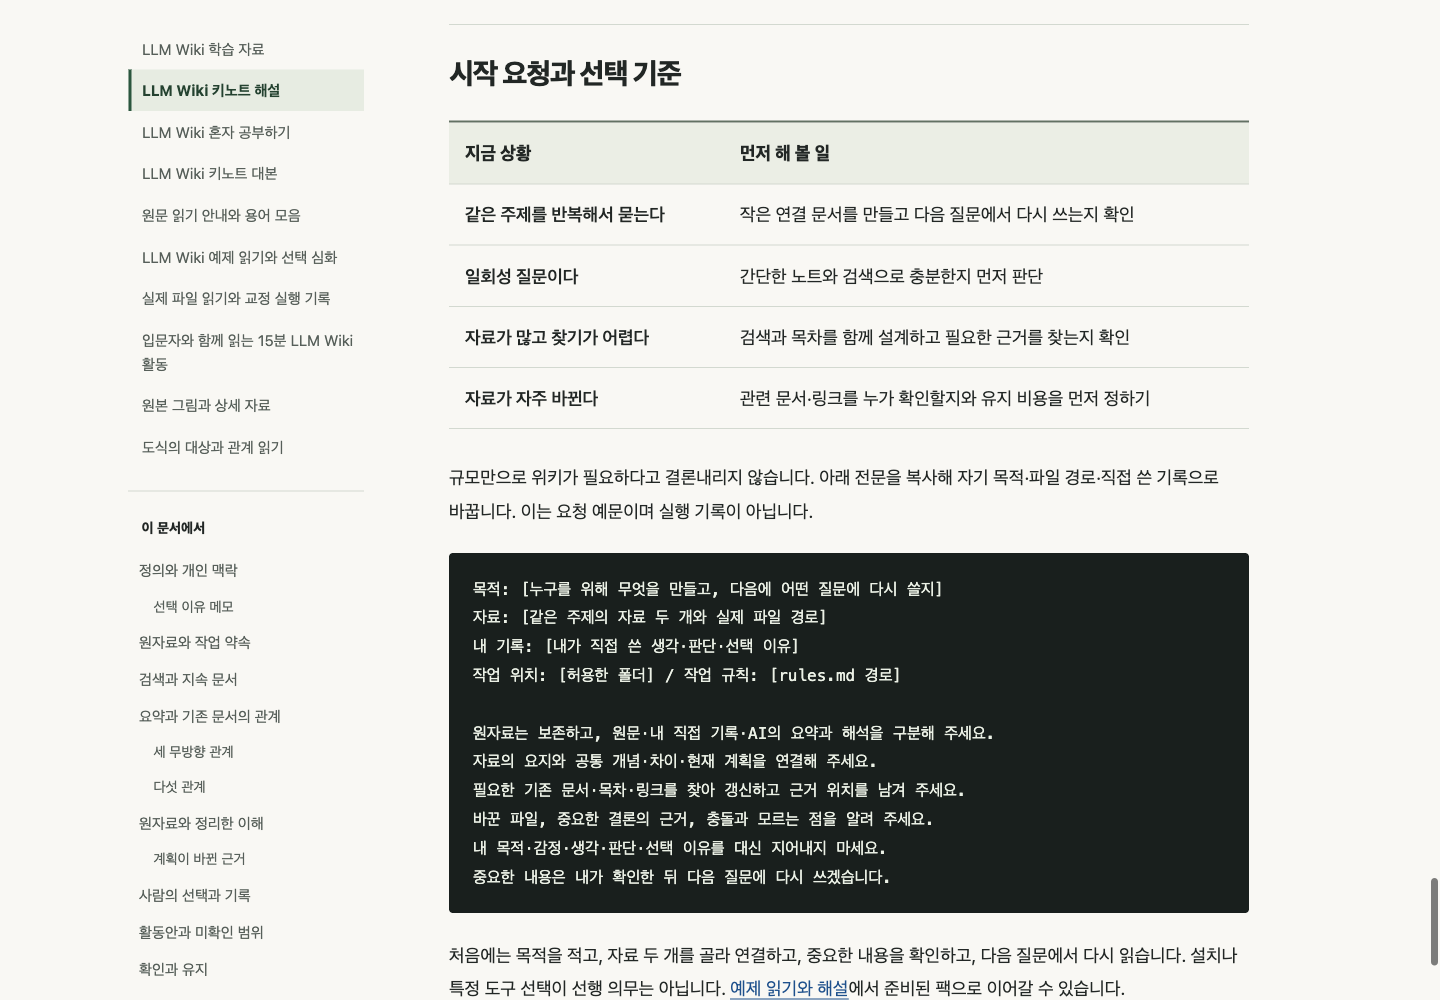 LLM Wiki 학습 자료
LLM Wiki 키노트 해설
LLM Wiki 혼자 공부하기
LLM Wiki 키노트 대본
원문 읽기 안내와 용어 모음
LLM Wiki 예제 읽기와 선택 심화
실제 파일 읽기와 교정 실행 기록
입문자와 함께 읽는 15분 LLM Wiki
활동
원본 그림과 상세 자료
도식의 대상과 관계 읽기
이 문서에서
정의와 개인 맥락
선택 이유 메모
원자료와 작업 약속
검색과 지속 문서
요약과 기존 문서의 관계
세 무방향 관계
다섯 관계
원자료와 정리한 이해
계획이 바뀐 근거
사람의 선택과 기록
활동안과 미확인 범위
확인과 유지
시작 요청과 선택 기준
지금 상황 먼저 해 볼 일
같은 주제를 반복해서 묻는다 작은 연결 문서를 만들고 다음 질문에서 다시 쓰는지 확인
일회성 질문이다 간단한 노트와 검색으로 충분한지 먼저 판단
자료가 많고 찾기가 어렵다 검색과 목차를 함께 설계하고 필요한 근거를 찾는지 확인
자료가 자주 바뀐다 관련 문서·링크를 누가 확인할지와 유지 비용을 먼저 정하기
규모만으로 위키가 필요하다고 결론내리지 않습니다. 아래 전문을 복사해 자기 목적·파일 경로·직접 쓴 기록으로
바꿉니다. 이는 요청 예문이며 실행 기록이 아닙니다.
목적: [누구를 위해 무엇을 만들고, 다음에 어떤 질문에 다시 쓸지]
자료: [같은 주제의 자료 두 개와 실제 파일 경로]
내 기록: [내가 직접 쓴 생각·판단·선택 이유]
작업 위치: [허용한 폴더] / 작업 규칙: [rules.md 경로]
원자료는 보존하고, 원문·내 직접 기록·AI의 요약과 해석을 구분해 주세요.
자료의 요지와 공통 개념·차이·현재 계획을 연결해 주세요.
필요한 기존 문서·목차·링크를 찾아 갱신하고 근거 위치를 남겨 주세요.
바꾼 파일, 중요한 결론의 근거, 충돌과 모르는 점을 알려 주세요.
내 목적·감정·생각·판단·선택 이유를 대신 지어내지 마세요.
중요한 내용은 내가 확인한 뒤 다음 질문에 다시 쓰겠습니다.
처음에는 목적을 적고, 자료 두 개를 골라 연결하고, 중요한 내용을 확인하고, 다음 질문에서 다시 읽습니다. 설치나
특정 도구 선택이 선행 의무는 아닙니다. 예제 읽기와 해설에서 준비된 팩으로 이어갈 수 있습니다.